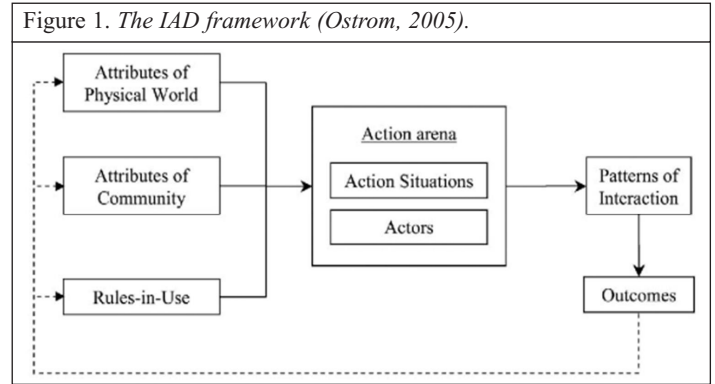 Figure 1. The IAD framework (Ostrom, 2005).
Attributes of
Physical World
Attributes of
Community
Rules-in-Use
Action arena
Action Situations
Actors
Patterns of
Interaction
Outcomes